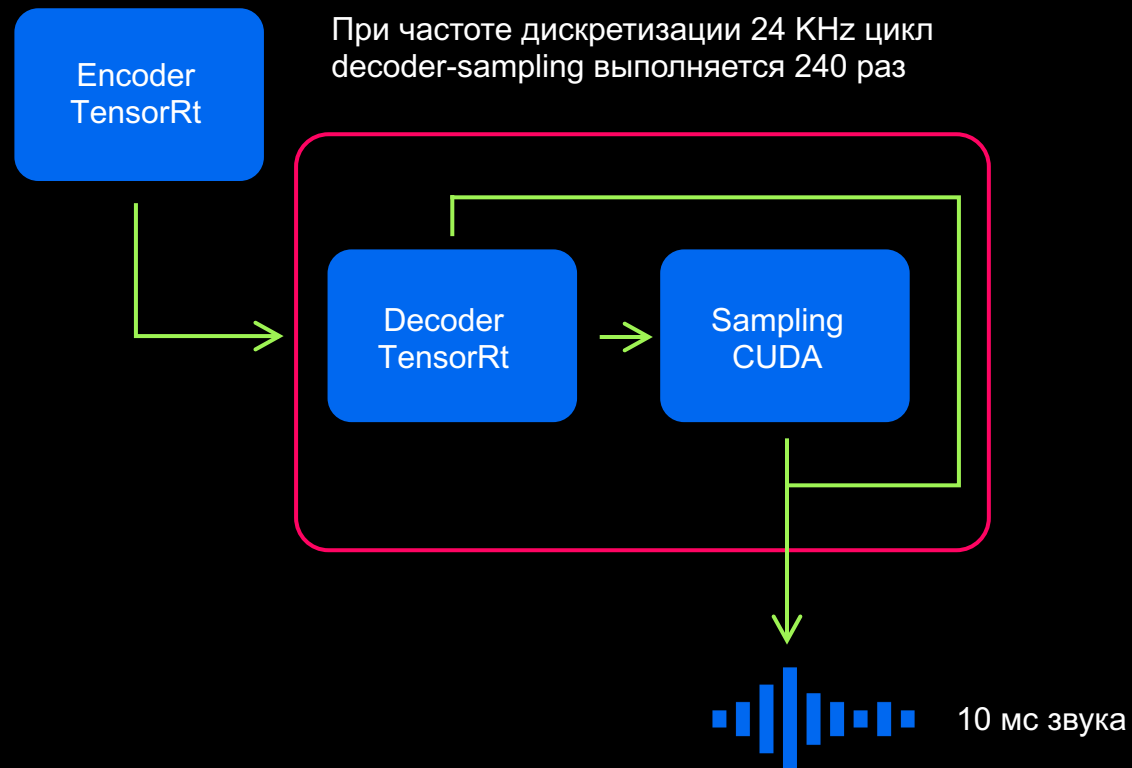 При частоте дискретизации 24 KHz цикл
decoder-sampling выполняется 240 раз
Encoder
TensorRt
Decoder
TensorRt
Sampling
CUDA
10 мс звука